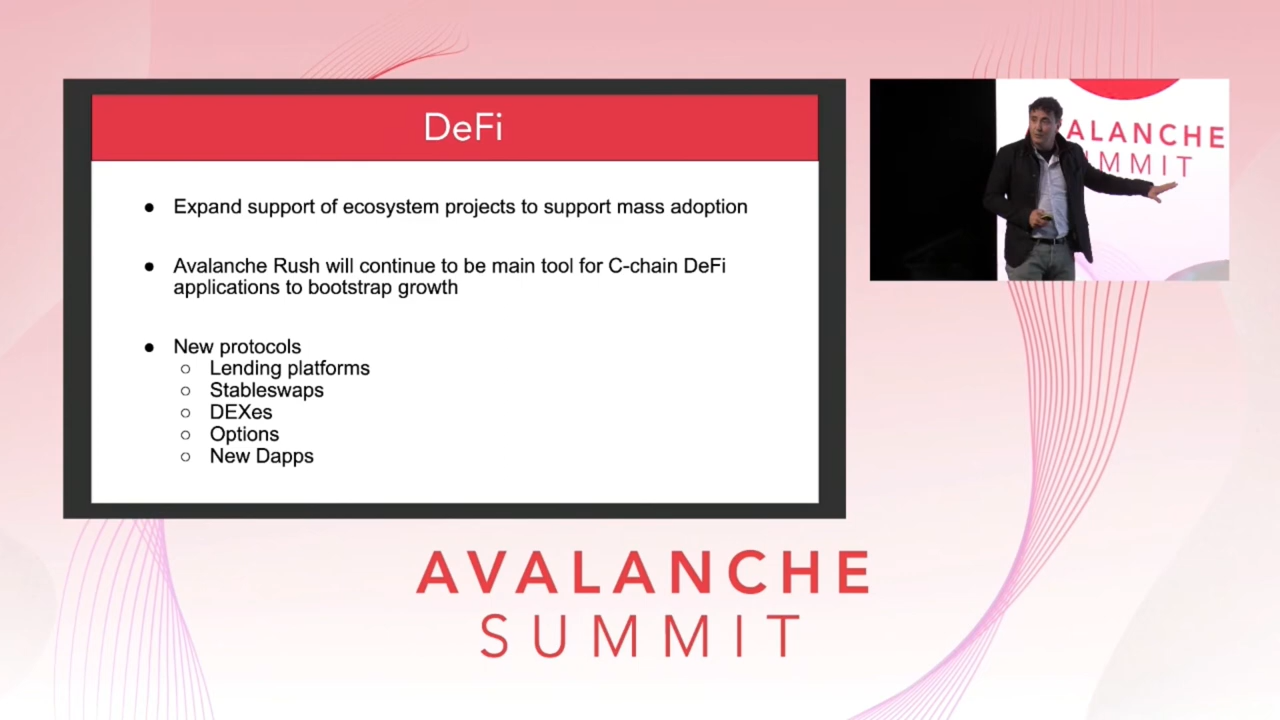 DeFi
● Expand support of ecosystem projects to support mass adoption
● Avalanche Rush will continue to be main tool for C-chain DeFi
applications to bootstrap growth
● New protocols
○ Lending platforms
○ Stableswaps
○ DEXes
○ Options
○ New Dapps
ALANCHE
MMIT
AVALANCHE
SUMMIT